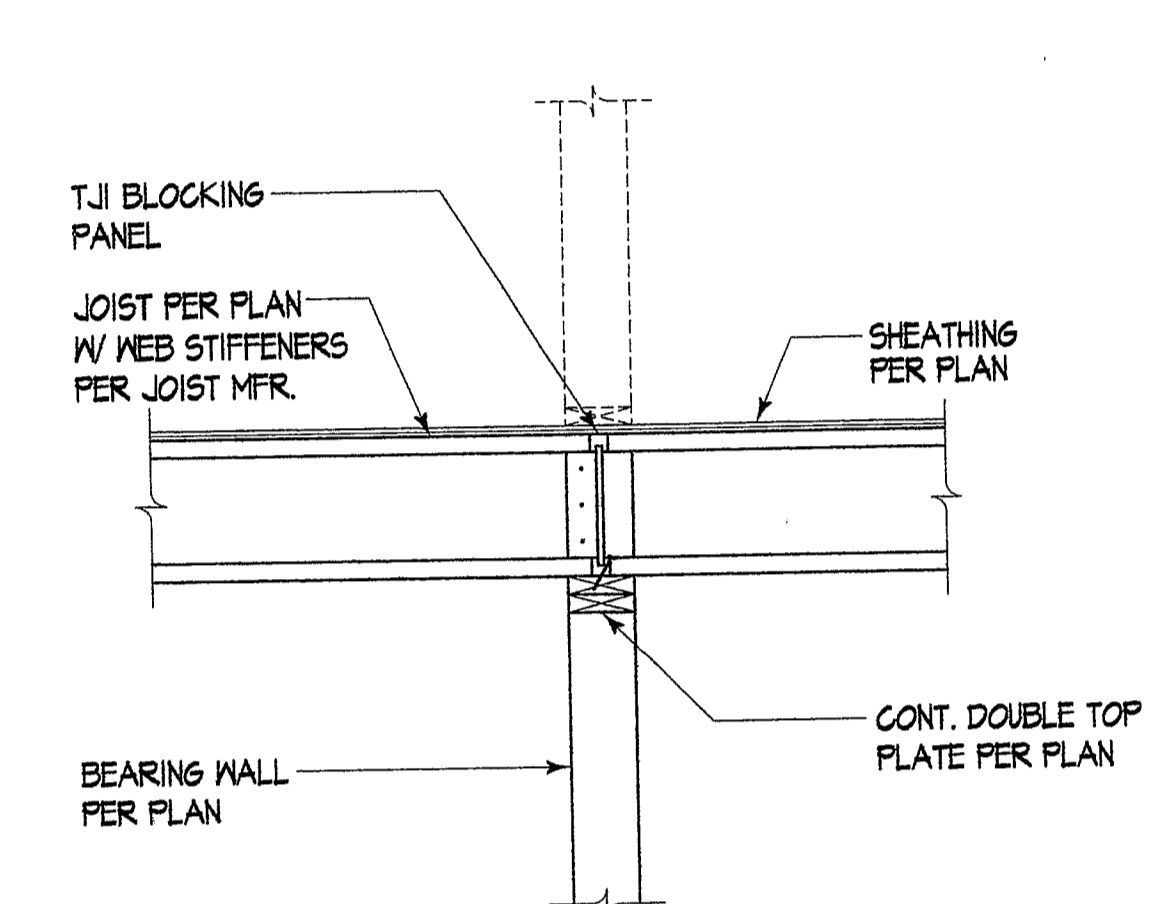 TJI BLOCKING
PANEL
JOIST PER PLAN
W/ WEB STIFFENERS
PER JOIST MFR.
SHEATHING
PER PLAN
CONT. DOUBLE TOP
PLATE PER PLAN
BEARING WALL
PER PLAN